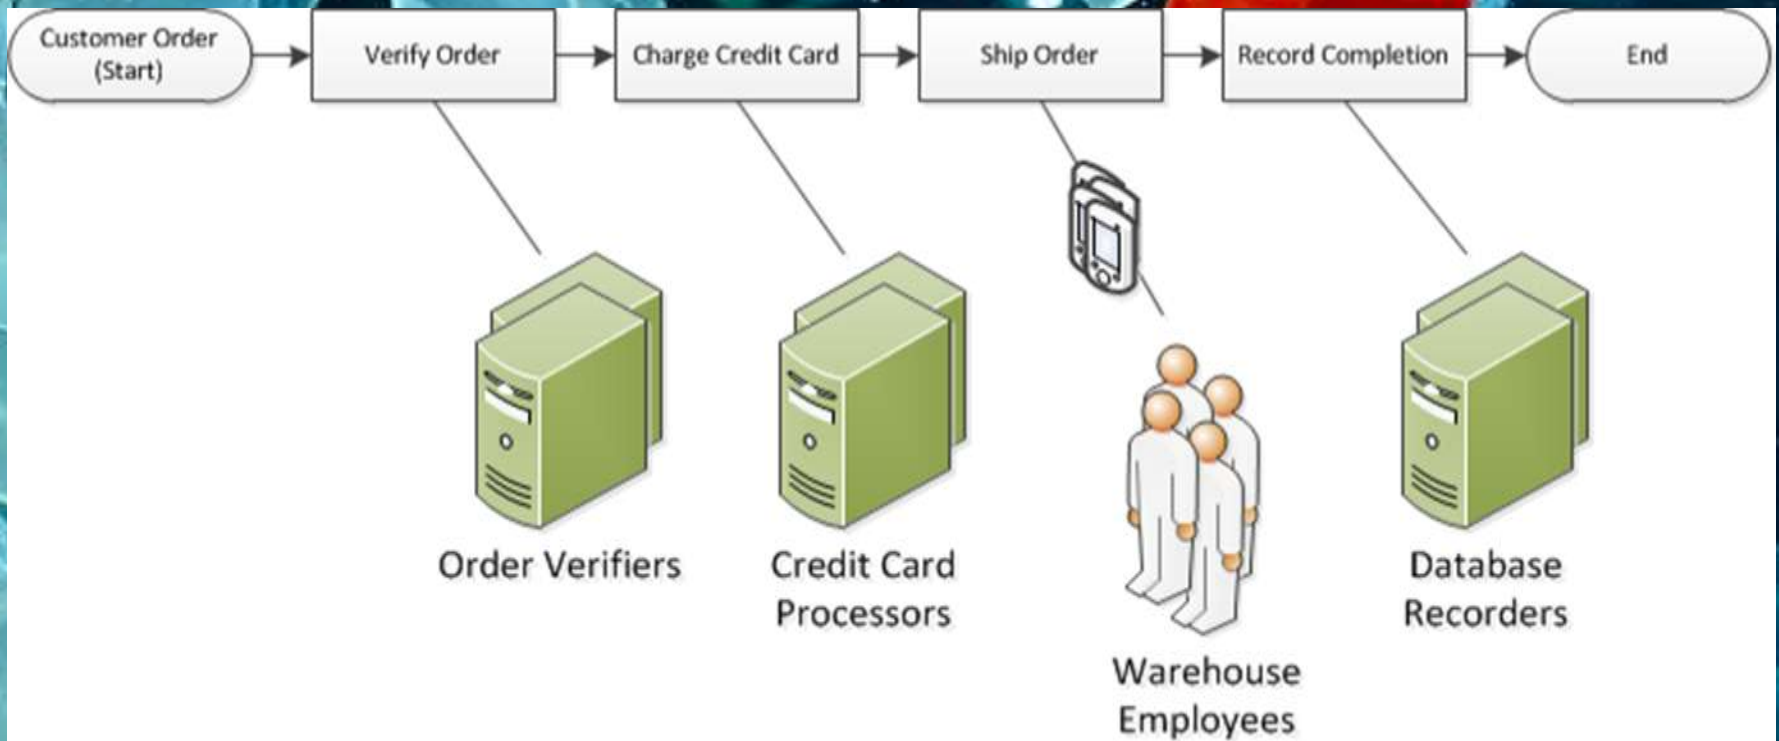 Customer Order
(Start)
Verify Order
Charge Credit Card
Ship Order
Record Completion
End
Order Verifiers
Credit Card
Processors
Warehouse
Employees
Database
Recorders